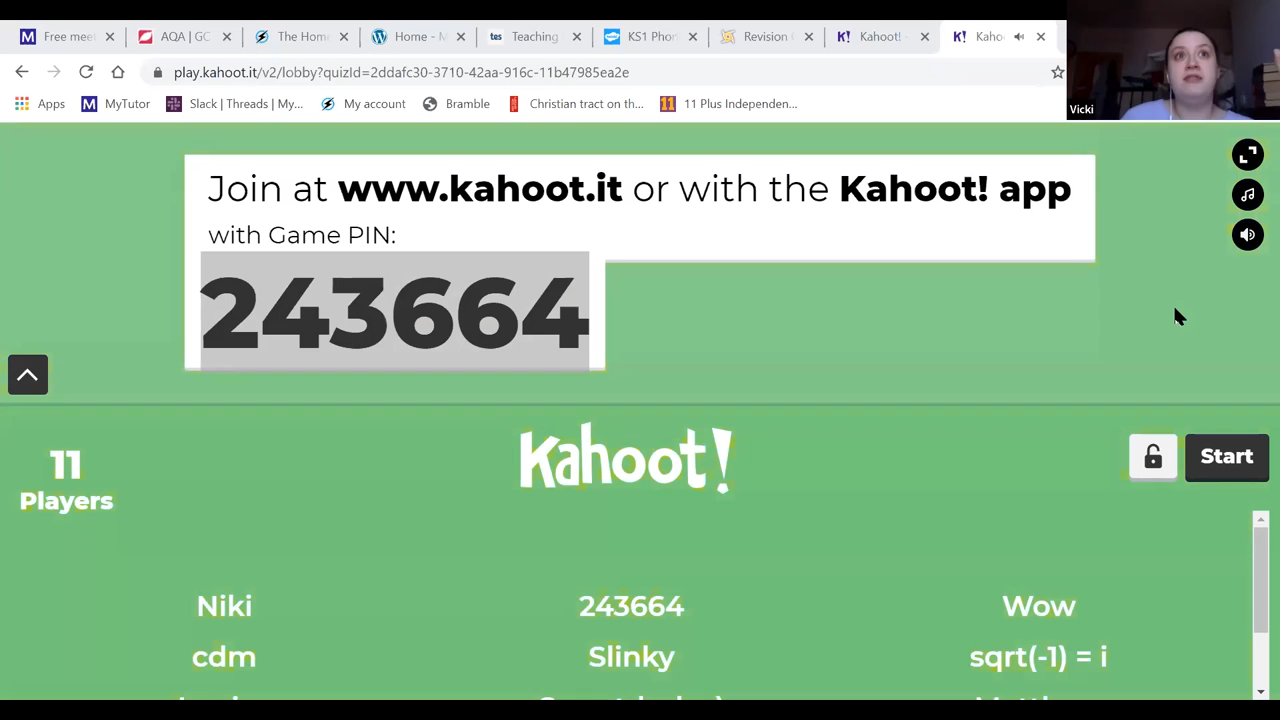 Free meet
AQA | GC
The Home
Home - M
tes Teaching
KS1 Phon
Revision
Kahoot! -
Kahoo
play.kahoot.it/v2/lobby?quizId=2ddafc30-3710-42aa-916c-11b47985ea2e
Apps
MyTutor
Slack | Threads | My...
My account
Bramble
Christian tract on th...
11 Plus Independen...
Vicki
Join at www.kahoot.it or with the Kahoot! app
with Game PIN:
243664
11
Players
Kahoot!
Start
Niki 243664 Wow
cdm Slinky sqrt(-1) = i